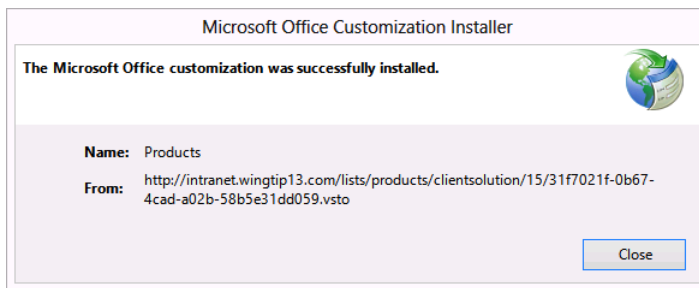 Microsoft Office Customization Installer
The Microsoft Office customization was successfully installed.
Name: Products
From: http://intranet.wingtip13.com/lists/products/clientsolution/15/31f7021f-0b67-
4cad-a02b-58b5e31dd059.vsto
Close